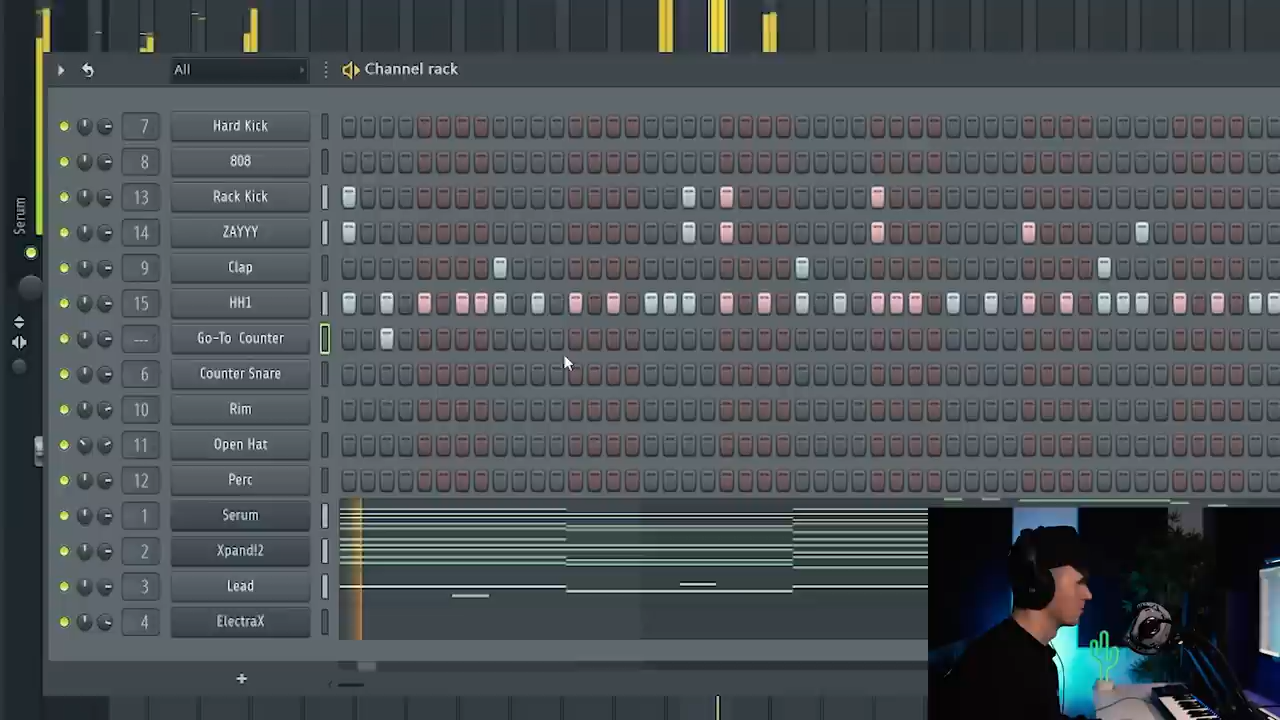 All
Channel rack
7 Hard Kick
8 808
13 Rack Kick
14 ZAYYY
9 Clap
15 HH1
--- Go-To Counter
6 Counter Snare
10 Rim
11 Open Hat
12 Perc
1 Serum
2 Xpand!2
3 Lead
4 ElectraX
Serum